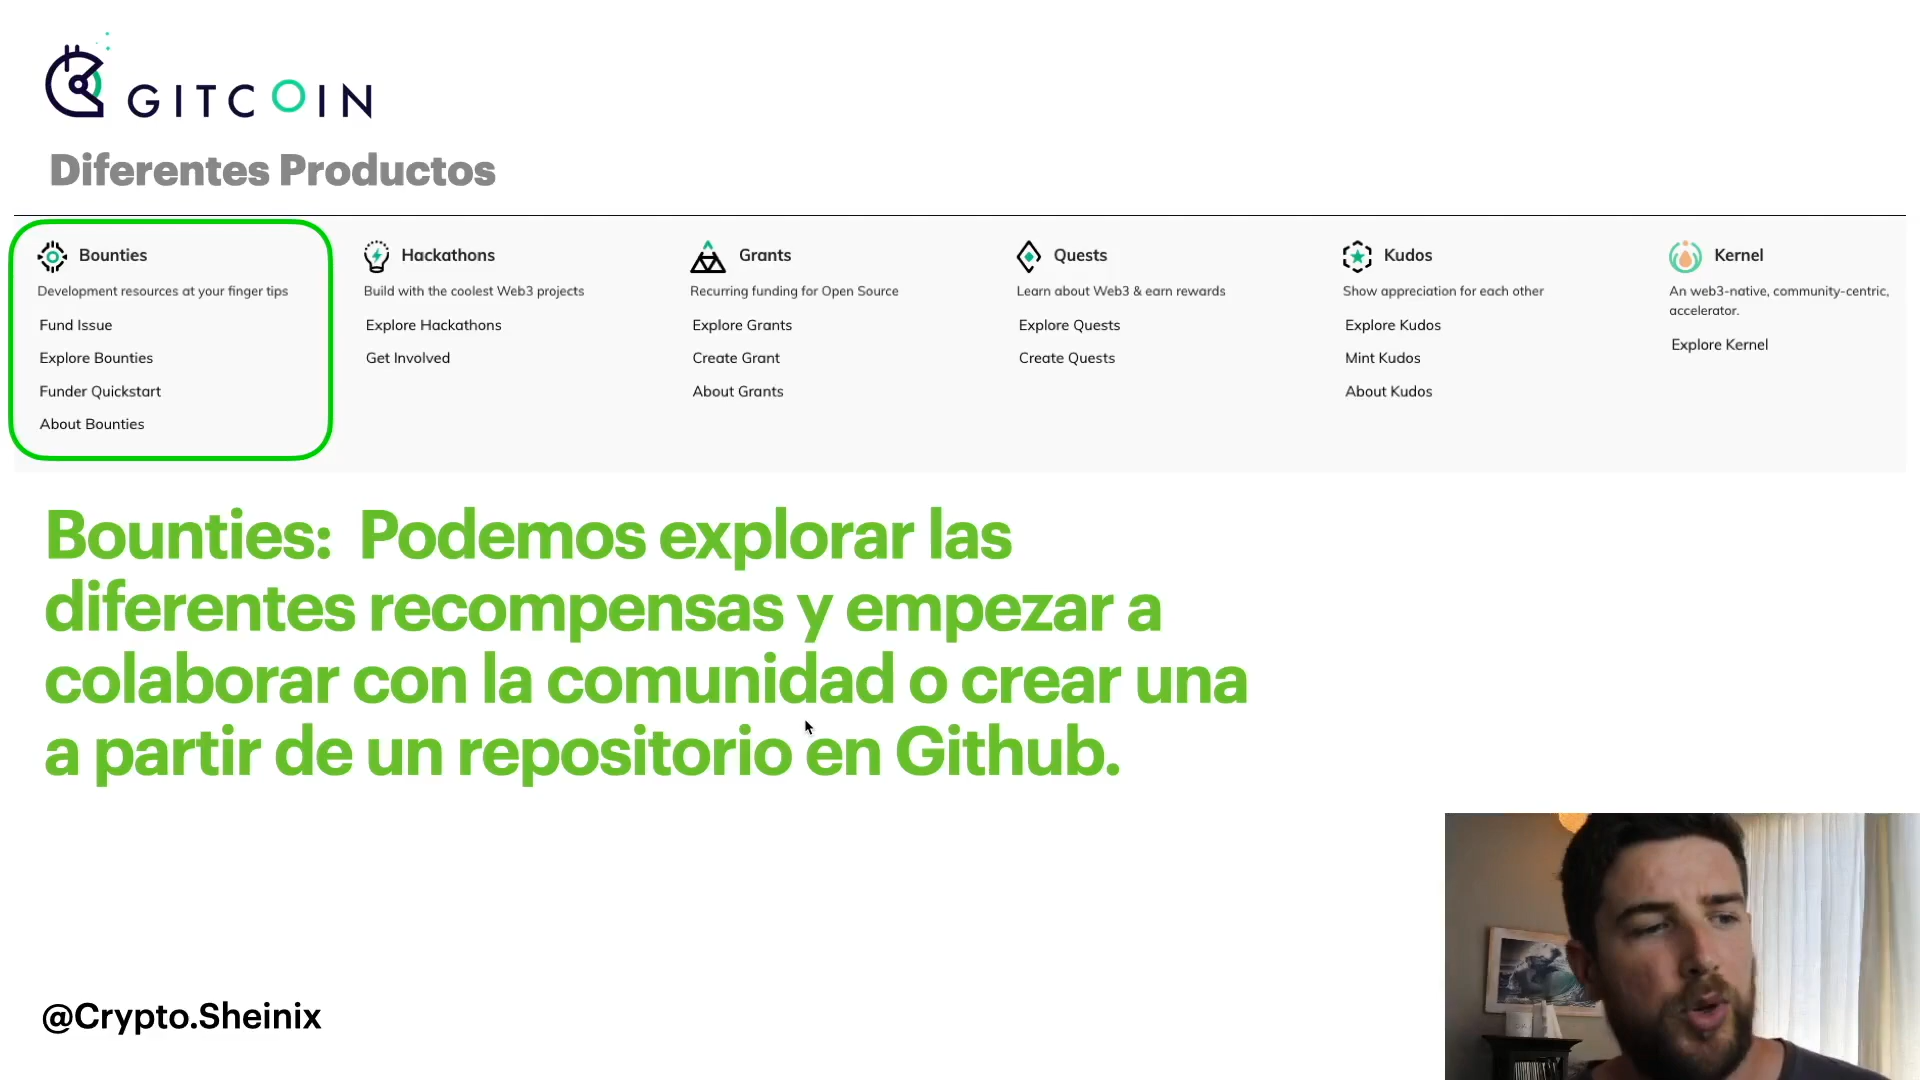 GITCOIN
Diferentes Productos
Bounties
Development resources at your finger tips
Fund Issue
Explore Bounties
Funder Quickstart
About Bounties
Hackathons
Build with the coolest Web3 projects
Explore Hackathons
Get Involved
Grants
Recurring funding for Open Source
Explore Grants
Create Grant
About Grants
Quests
Learn about Web3 & earn rewards
Explore Quests
Create Quests
Kudos
Show appreciation for each other
Explore Kudos
Mint Kudos
About Kudos
Kernel
An web3-native, community-centric,
accelerator.
Explore Kernel
Bounties: Podemos explorar las
diferentes recompensas y empezar a
colaborar con la comunidad o crear una
a partir de un repositorio en Github.
@Crypto.Sheinix